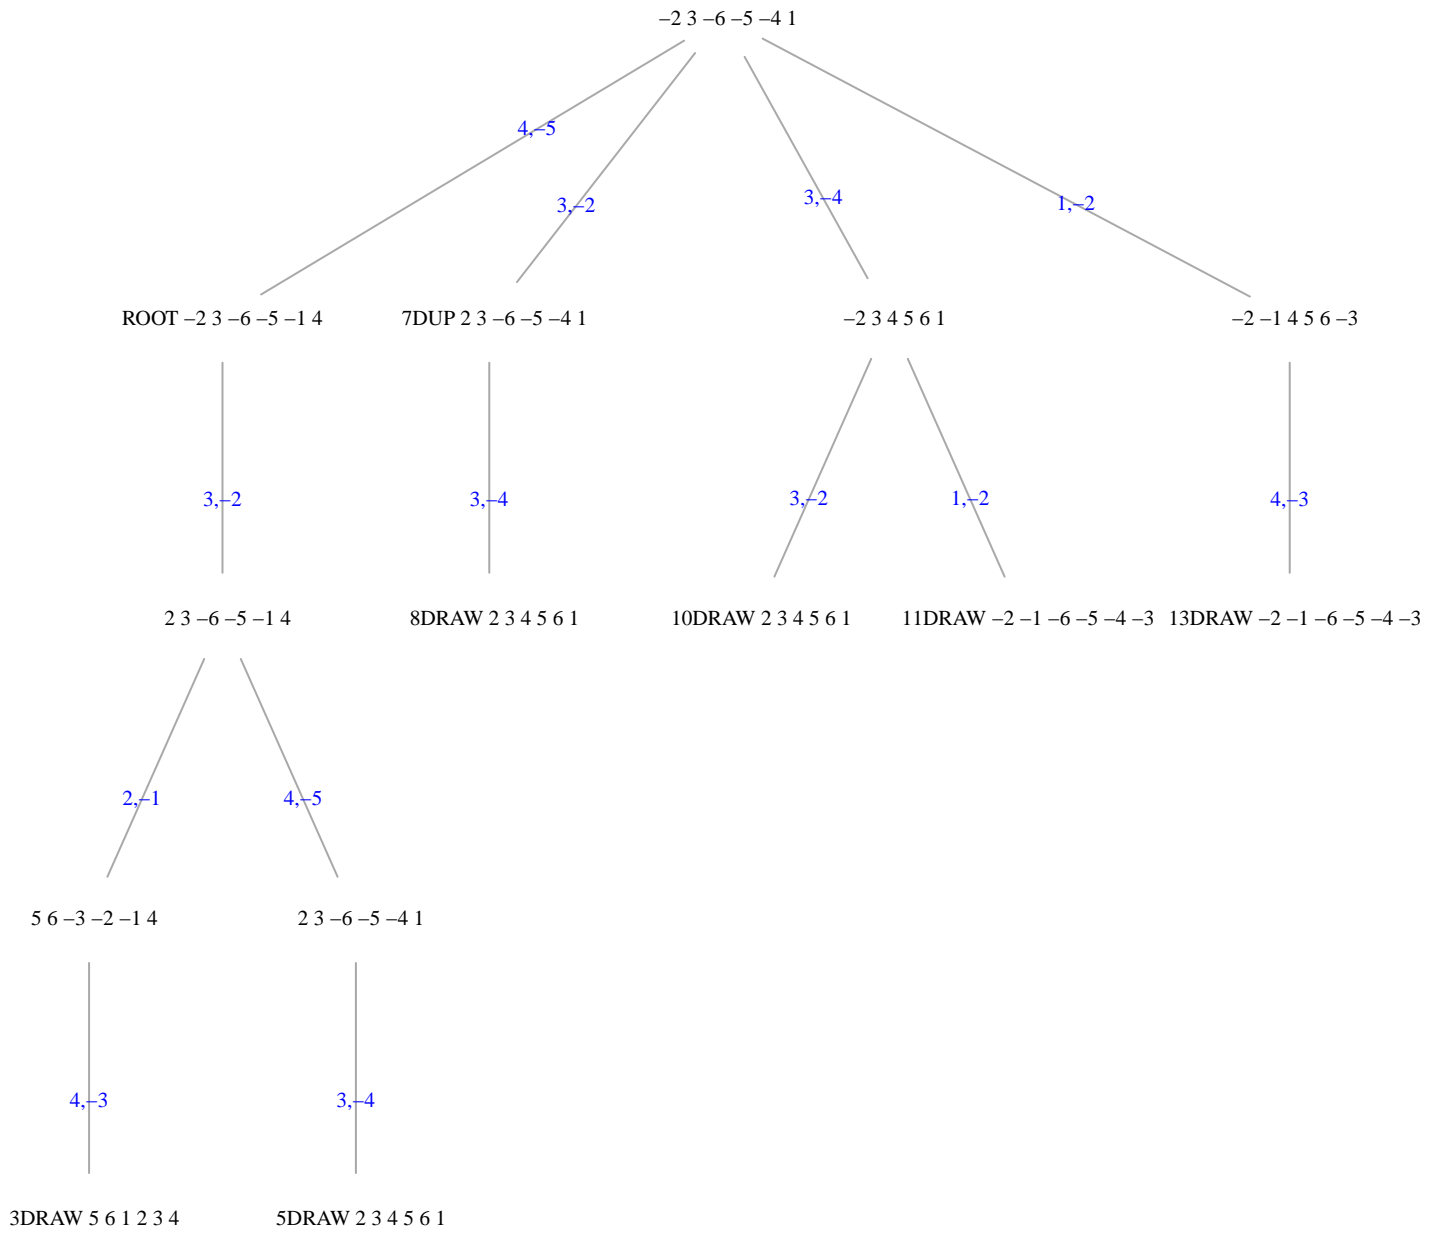 –2 3 –6 –5 –4 1
4,–5
3,–2
3,–4
1,–2
ROOT –2 3 –6 –5 –1 4
7DUP 2 3 –6 –5 –4 1
–2 3 4 5 6 1
–2 –1 4 5 6 –3
3,–2
3,–4
3,–2
1,–2
4,–3
2 3 –6 –5 –1 4
8DRAW 2 3 4 5 6 1
10DRAW 2 3 4 5 6 1
11DRAW –2 –1 –6 –5 –4 –3
13DRAW –2 –1 –6 –5 –4 –3
2,–1
4,–5
5 6 –3 –2 –1 4
2 3 –6 –5 –4 1
4,–3
3,–4
3DRAW 5 6 1 2 3 4
5DRAW 2 3 4 5 6 1